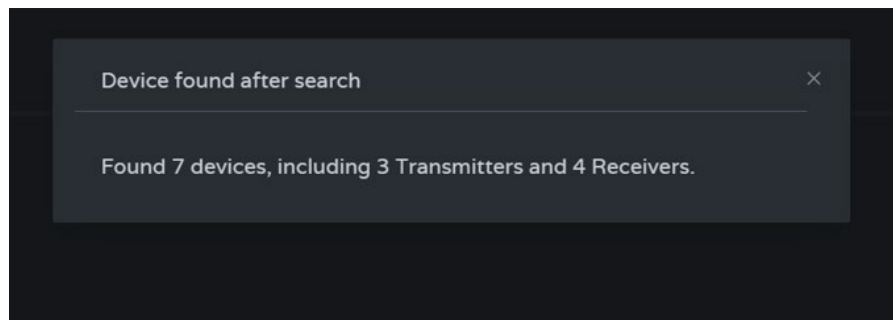 Device found after search
Found 7 devices, including 3 Transmitters and 4 Receivers.